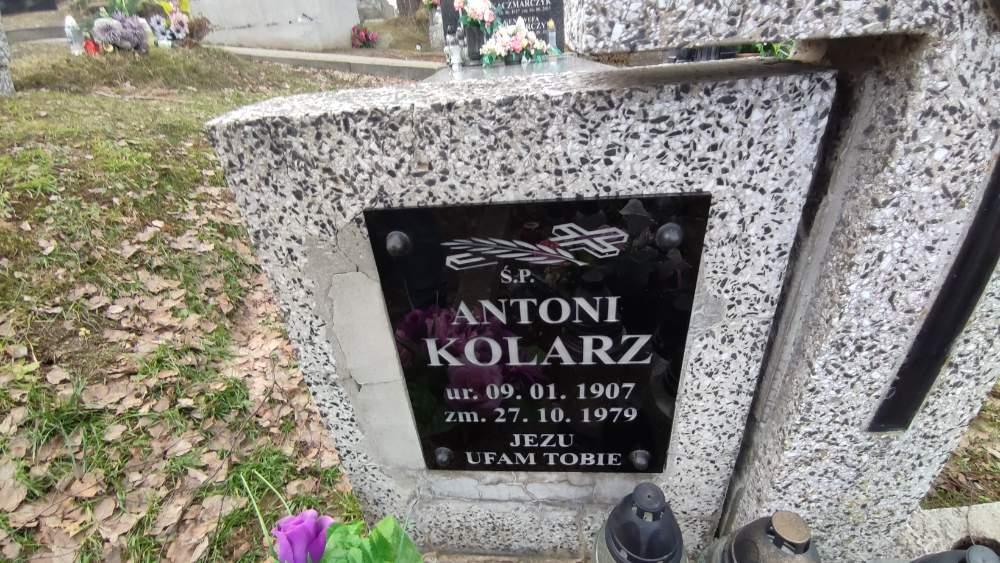 Ś.P.
ANTONI
KOLARZ
ur. 09. 01. 1907
zm. 27. 10. 1979
JEZU
UFAM TOBIE